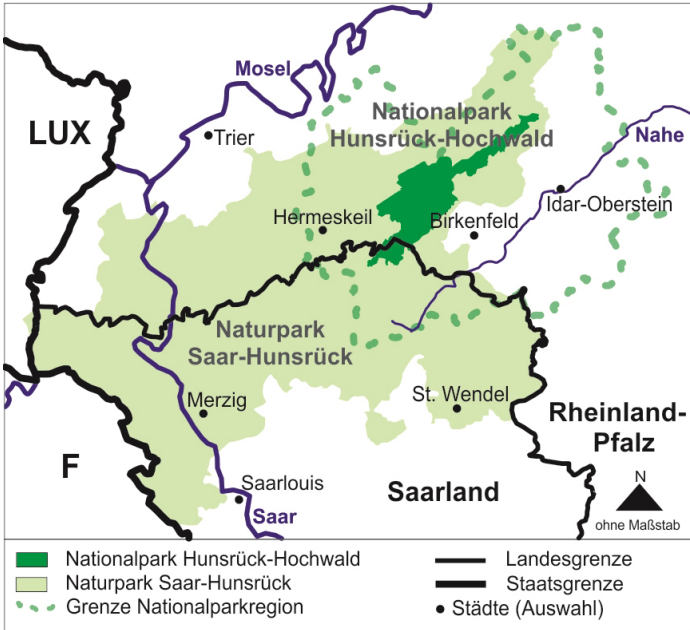 Mosel
LUX
Trier
Nationalpark
Hunsrück-Hochwald
Nahe
Idar-Oberstein
Hermeskeil
Birkenfeld
Naturpark
Saar-Hunsrück
Merzig
St. Wendel
Rheinland-
Pfalz
F
Saarlouis
Saarland
Saar
N
ohne Maßstab
Nationalpark Hunsrück-Hochwald
Naturpark Saar-Hunsrück
Grenze Nationalparkregion
Landesgrenze
Staatsgrenze
Städte (Auswahl)